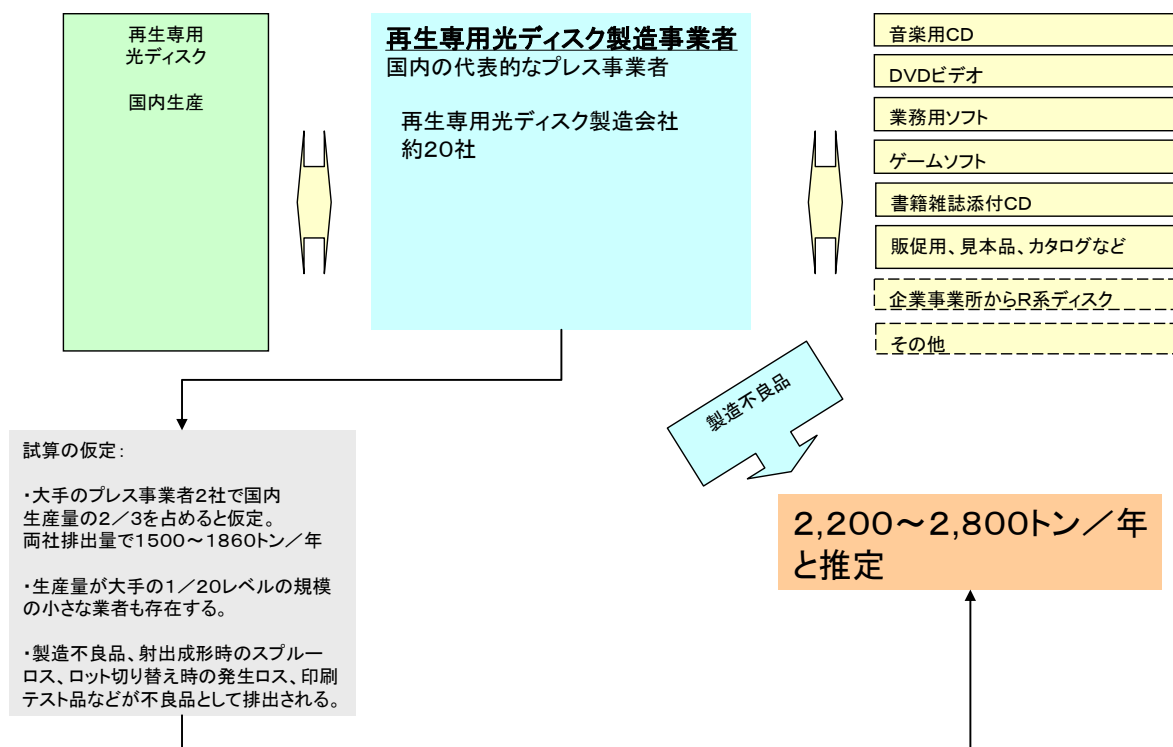 再生専用
光ディスク
国内生産
再生専用光ディスク製造事業者
国内の代表的なプレス事業者
再生専用光ディスク製造会社
約20社
音楽用CD
DVDビデオ
業務用ソフト
ゲームソフト
書籍雑誌添付CD
販促用、見本品、カタログなど
企業事業所からR系ディスク
その他
製造不良品
試算の仮定:
・大手のプレス事業者2社で国内
生産量の2/3を占めると仮定。
両社排出量で1500~1860トン/年
・生産量が大手の1/20レベルの規模
の小さな業者も存在する。
・製造不良品、射出成形時のスプルー
ロス、ロット切り替え時の発生ロス、印刷
テスト品などが不良品として排出される。
2,200~2,800トン/年
と推定